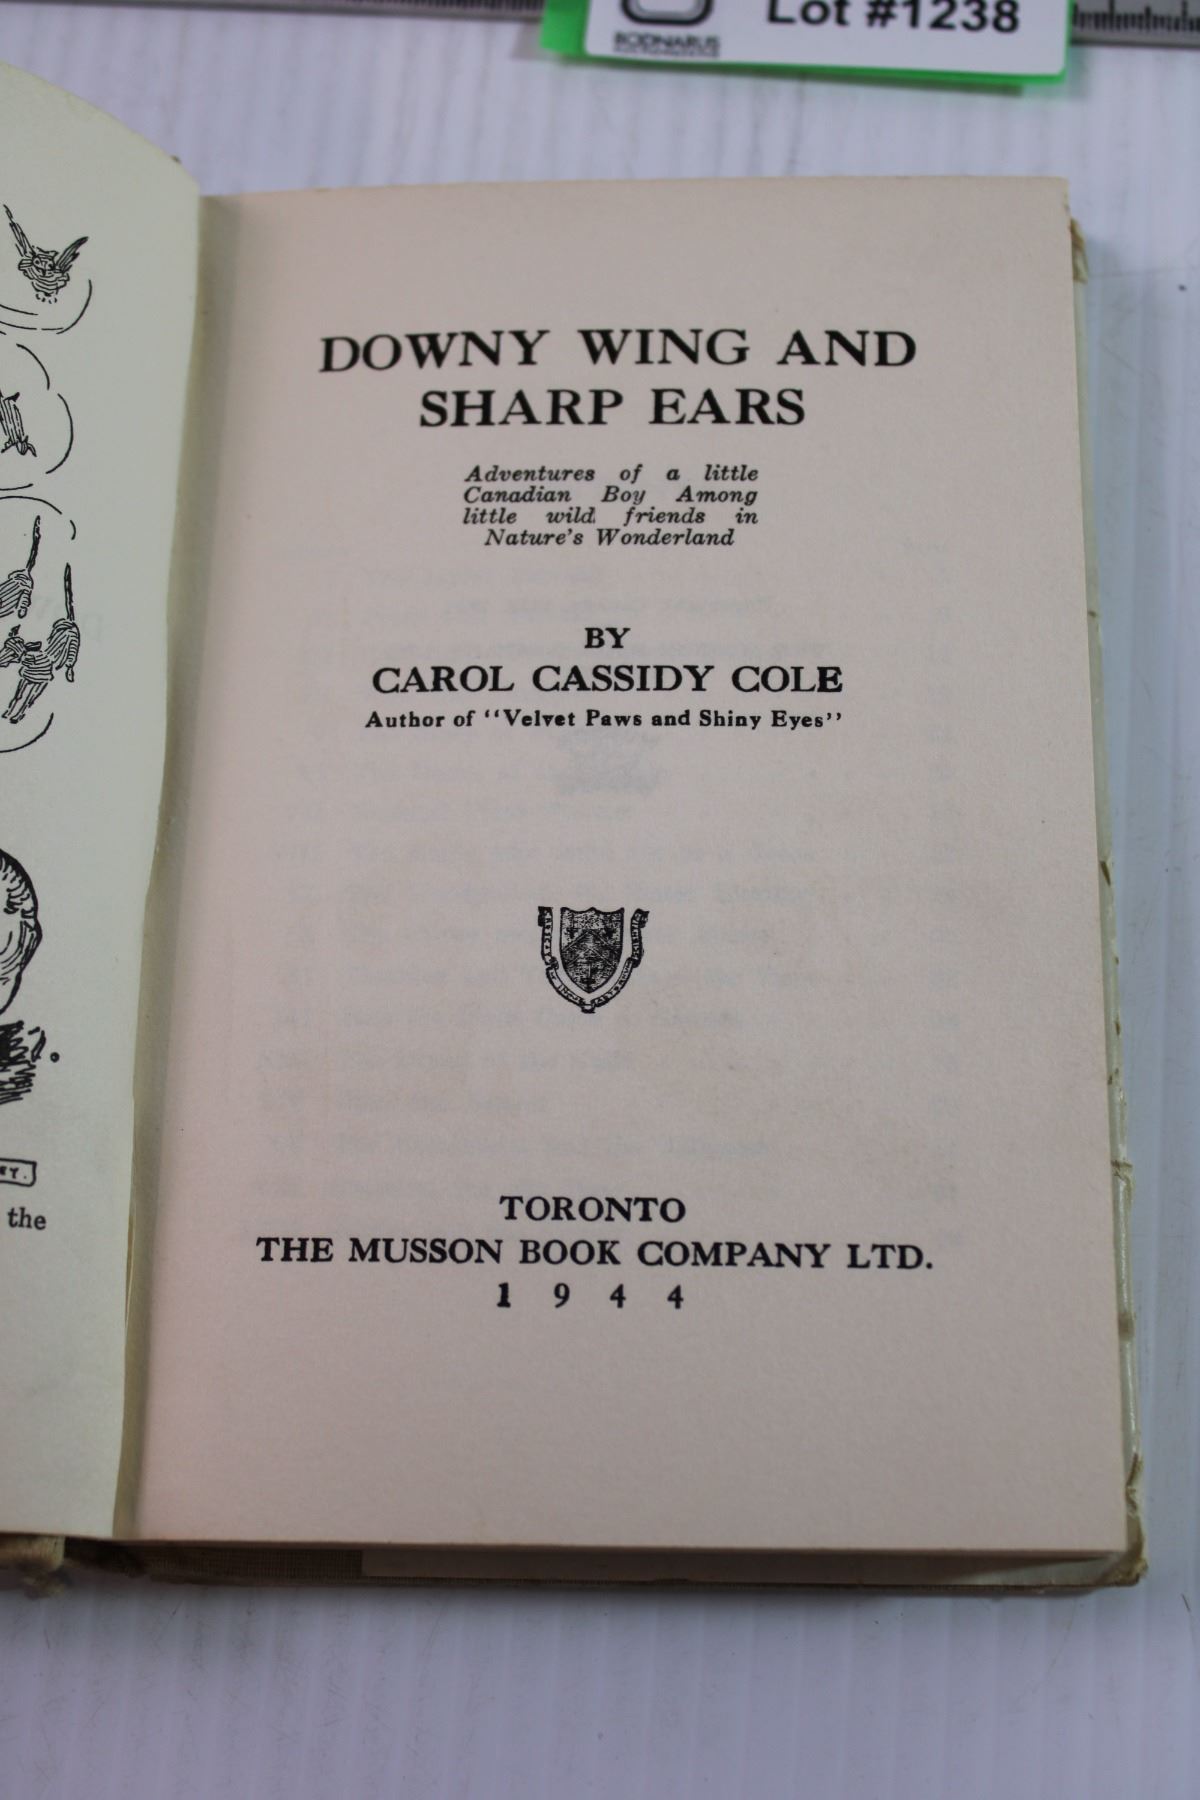 Lot #1238
BODNARUS
DOWNY WING AND
SHARP EARS
Adventures of a little
Canadian Boy Among
little wild friends in
Nature's Wonderland
BY
CAROL CASSIDY COLE
Author of "Velvet Paws and Shiny Eyes"
TORONTO
THE MUSSON BOOK COMPANY LTD.
1944
the